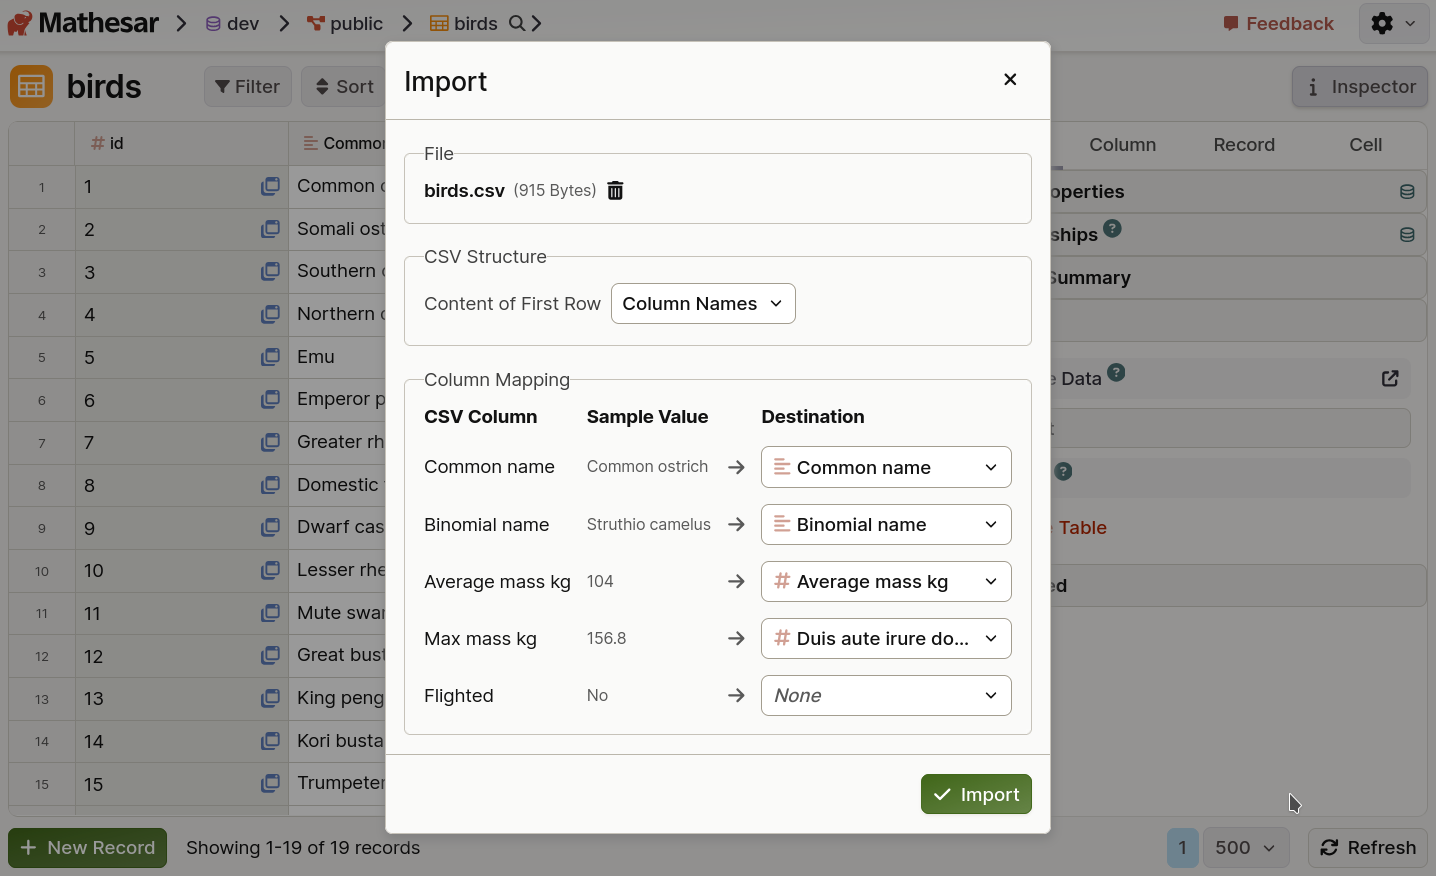 Mathesar dev public birds
Feedback
birds
Filter
Sort
Inspector
Import
File
birds.csv (915 Bytes)
CSV Structure
Content of First Row Column Names
Column Mapping
CSV Column Sample Value Destination
Common name Common ostrich Common name
Binomial name Struthio camelus Binomial name
Average mass kg 104 Average mass kg
Max mass kg 156.8 Duis aute irure do...
Flighted No None
Import
id
1 1 Common
2 2 Somali ost
3 3 Southern
4 4 Northern
5 5 Emu
6 6 Emperor p
7 7 Greater rh
8 8 Domestic
9 9 Dwarf cas
10 10 Lesser rhe
11 11 Mute swa
12 12 Great bust
13 13 King peng
14 14 Kori busta
15 15 Trumpeter
Column Record Cell
operties
ships ?
Summary
Data ?
?
Table
New Record
Showing 1-19 of 19 records
1
500
Refresh